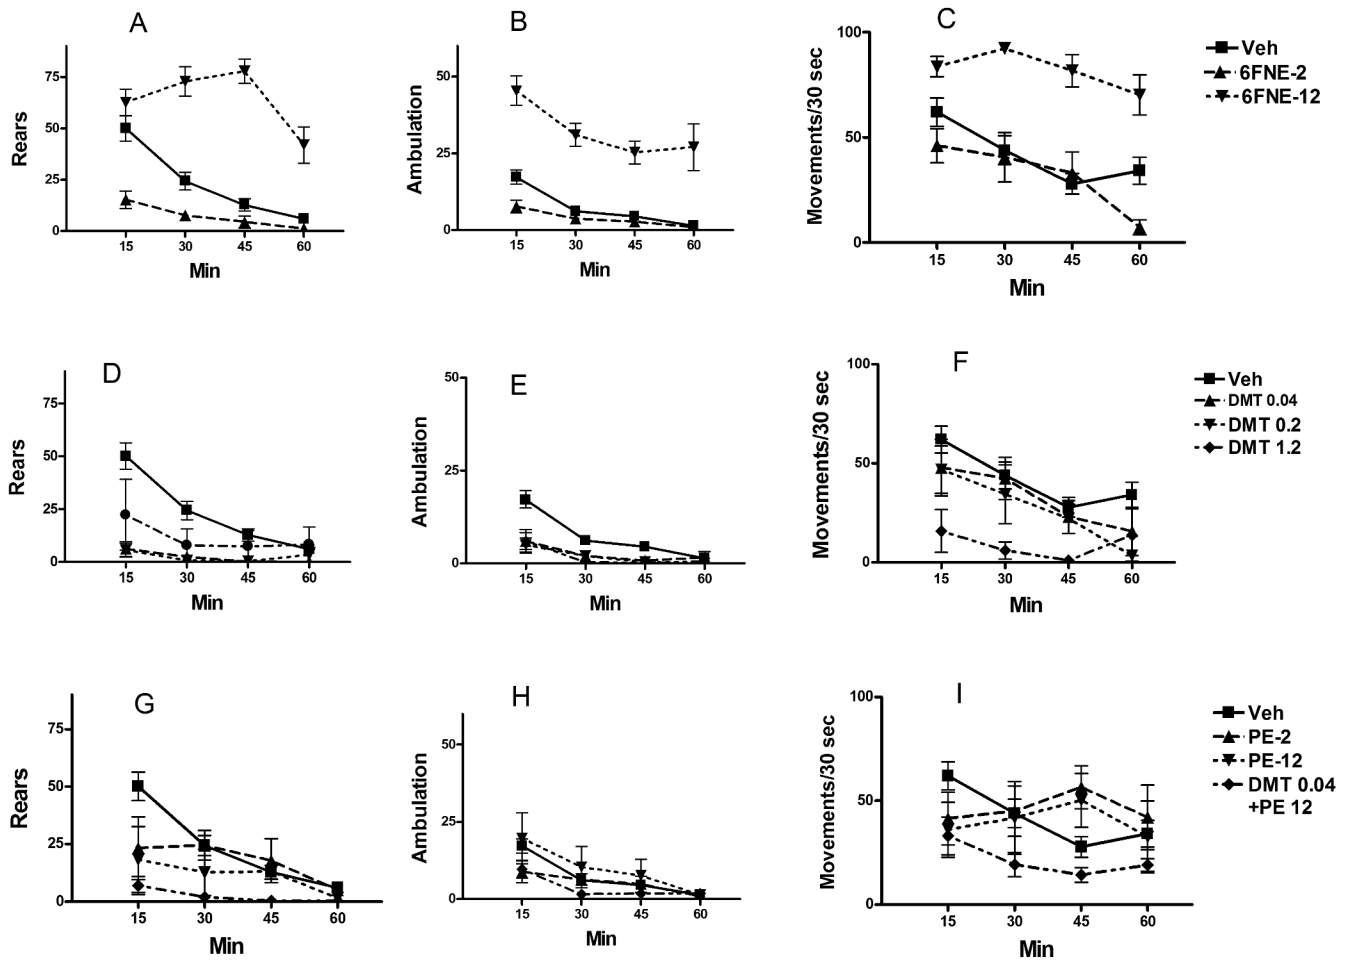 A
Rears
75
50
25
0
15 30 45 60
Min
B
Ambulation
50
25
0
15 30 45 60
Min
C
Movements/30 sec
100
50
0
15 30 45 60
Min
Veh
6FNE-2
6FNE-12
D
Rears
75
50
25
0
15 30 45 60
Min
E
Ambulation
50
25
0
15 30 45 60
Min
F
Movements/30 sec
100
50
0
15 30 45 60
Min
Veh
DMT 0.04
DMT 0.2
DMT 1.2
G
Rears
75
50
25
0
15 30 45 60
Min
H
Ambulation
50
25
0
15 30 45 60
Min
I
Movements/30 sec
100
50
0
15 30 45 60
Min
Veh
PE-2
PE-12
DMT 0.04
+PE 12